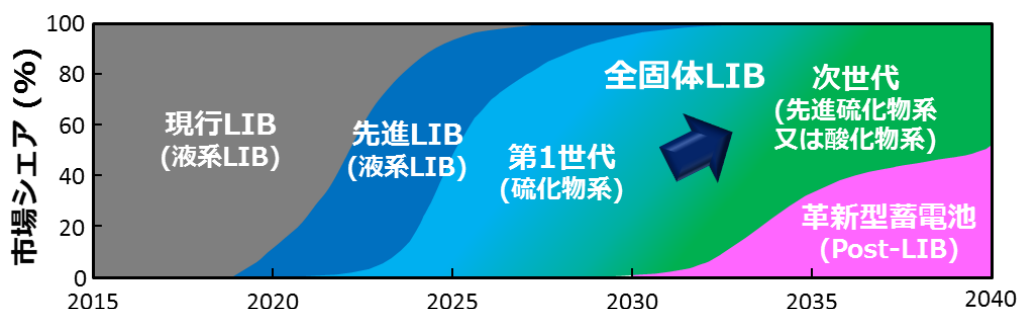 市場シェア (%)
100
80
60
40
20
0
現行LIB
(液系LIB)
先進LIB
(液系LIB)
第1世代
(硫化物系)
全固体LIB
次世代
(先進硫化物系
又は酸化物系)
革新型蓄電池
(Post-LIB)
2015
2020
2025
2030
2035
2040